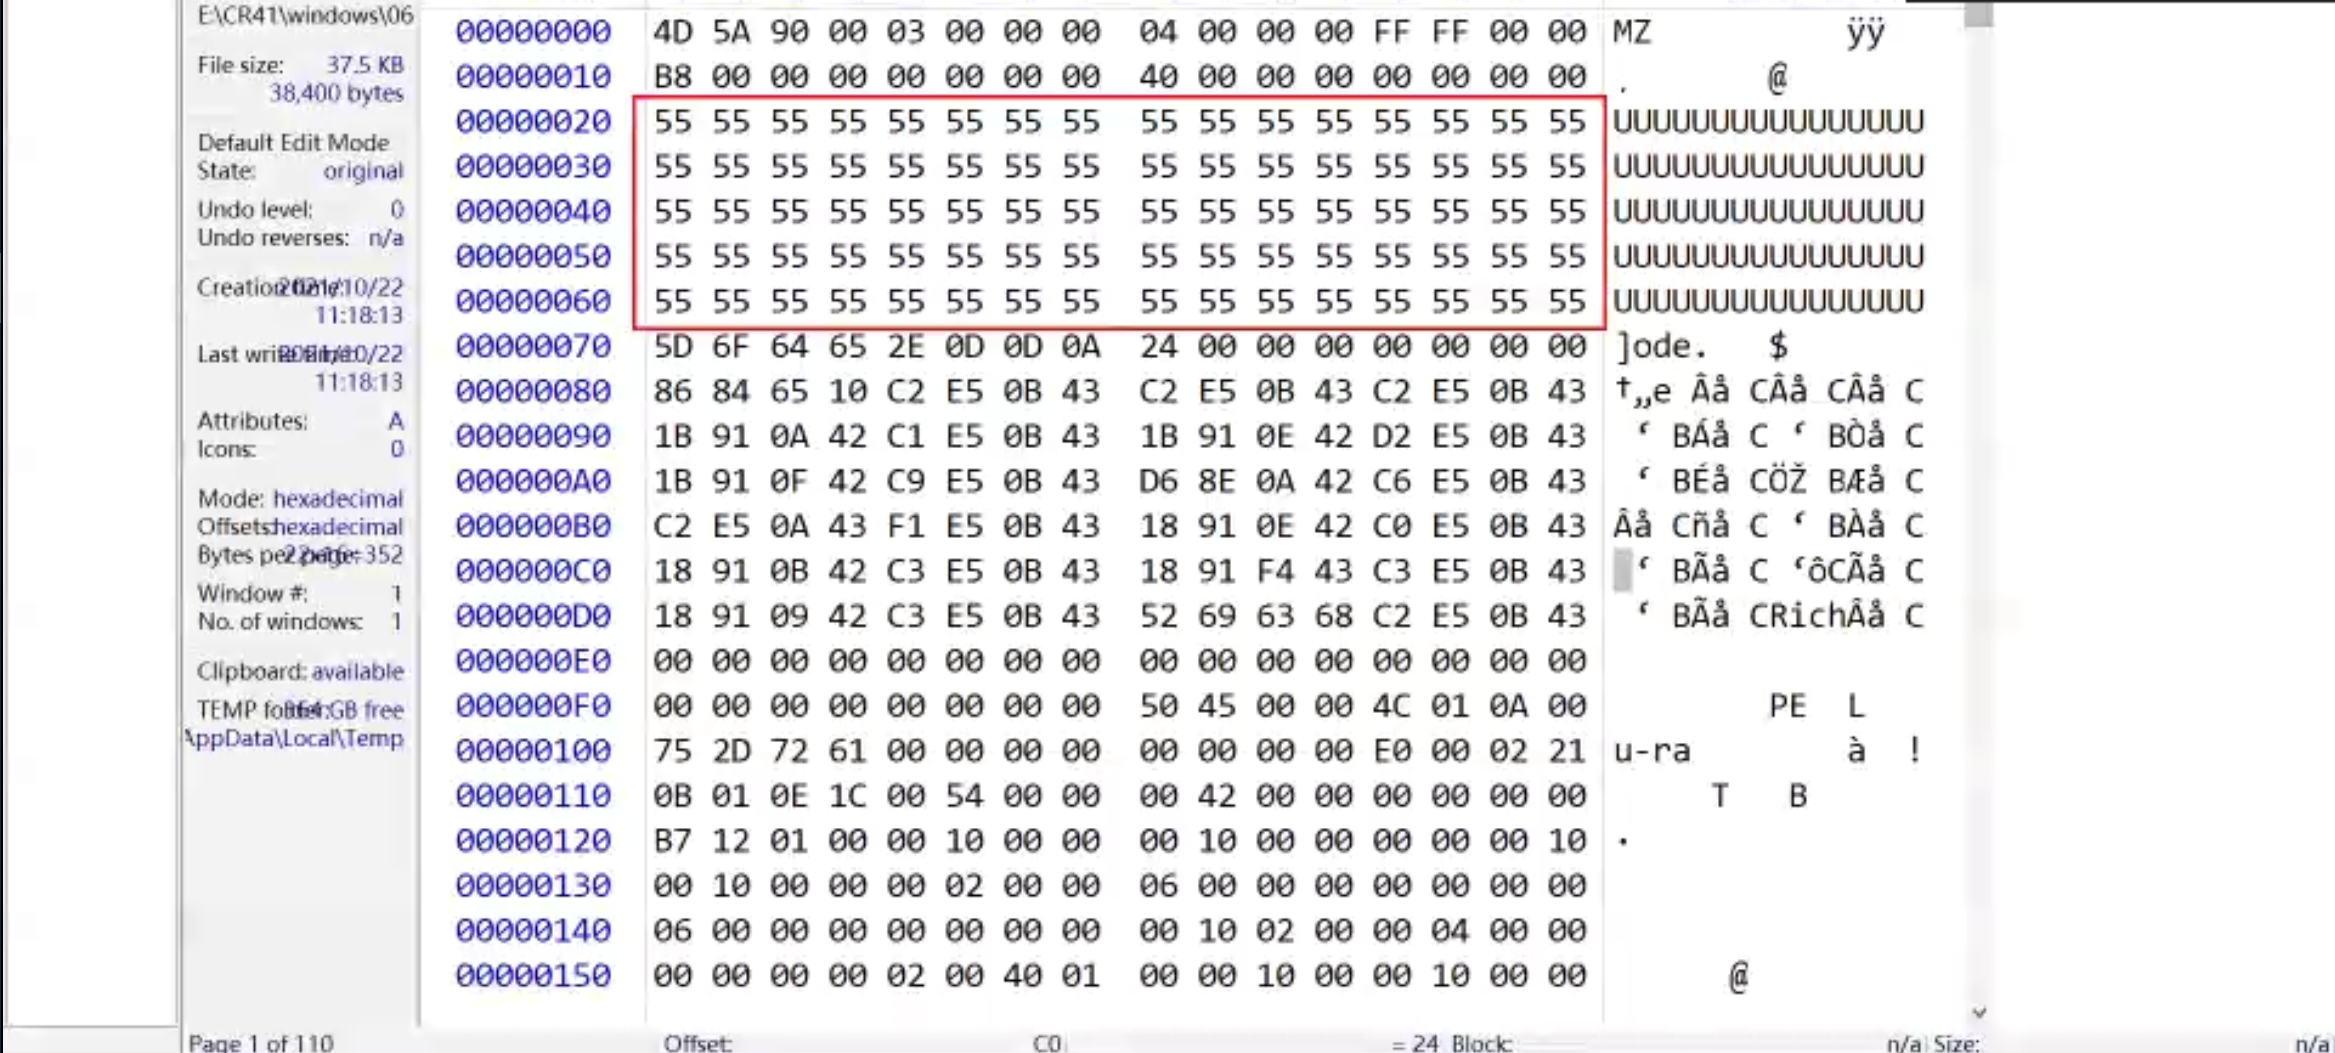 E:\CR41\windows\06
File size: 37.5 KB
38,400 bytes
Default Edit Mode
State: original
Undo level: 0
Undo reverses: n/a
Creation time: 2021/10/22
11:18:13
Last write time: 2021/10/22
11:18:13
Attributes: A
Icons: 0
Mode: hexadecimal
Offsets: hexadecimal
Bytes per page: 22x16=352
Window #: 1
No. of windows: 1
Clipboard: available
TEMP folder: GB free
AppData\Local\Temp
00000000 4D 5A 90 00 03 00 00 00 04 00 00 00 FF FF 00 00 MZ ÿÿ
00000010 B8 00 00 00 00 00 00 00 40 00 00 00 00 00 00 00 . @
00000020 55 55 55 55 55 55 55 55 55 55 55 55 55 55 55 55 UUUUUUUUUUUUUUUU
00000030 55 55 55 55 55 55 55 55 55 55 55 55 55 55 55 55 UUUUUUUUUUUUUUUU
00000040 55 55 55 55 55 55 55 55 55 55 55 55 55 55 55 55 UUUUUUUUUUUUUUUU
00000050 55 55 55 55 55 55 55 55 55 55 55 55 55 55 55 55 UUUUUUUUUUUUUUUU
00000060 55 55 55 55 55 55 55 55 55 55 55 55 55 55 55 55 UUUUUUUUUUUUUUUU
00000070 5D 6F 64 65 2E 0D 0D 0A 24 00 00 00 00 00 00 00 ]ode. $
00000080 86 84 65 10 C2 E5 0B 43 C2 E5 0B 43 C2 E5 0B 43 †„e Âå CÂå CÂå C
00000090 1B 91 0A 42 C1 E5 0B 43 1B 91 0E 42 D2 E5 0B 43 ‘ BÁå C ‘ BÒå C
000000A0 1B 91 0F 42 C9 E5 0B 43 D6 8E 0A 42 C6 E5 0B 43 ‘ BÉå CÖŽ BÆå C
000000B0 C2 E5 0A 43 F1 E5 0B 43 18 91 0E 42 C0 E5 0B 43 Âå Cñå C ‘ BÀå C
000000C0 18 91 0B 42 C3 E5 0B 43 18 91 F4 43 C3 E5 0B 43 ‘ BÃå C ‘ôCÃå C
000000D0 18 91 09 42 C3 E5 0B 43 52 69 63 68 C2 E5 0B 43 ‘ BÃå CRichÂå C
000000E0 00 00 00 00 00 00 00 00 00 00 00 00 00 00 00 00
000000F0 00 00 00 00 00 00 00 00 50 45 00 00 4C 01 0A 00 PE L
00000100 75 2D 72 61 00 00 00 00 00 00 00 00 E0 00 02 21 u-ra à !
00000110 0B 01 0E 1C 00 54 00 00 00 42 00 00 00 00 00 00 T B
00000120 B7 12 01 00 00 10 00 00 00 10 00 00 00 00 00 10 ·
00000130 00 10 00 00 00 02 00 00 06 00 00 00 00 00 00 00
00000140 06 00 00 00 00 00 00 00 00 10 02 00 00 04 00 00
00000150 00 00 00 00 02 00 40 01 00 00 10 00 00 10 00 00 @
Page 1 of 110 Offset: C0 = 24 Block: n/a Size: n/a